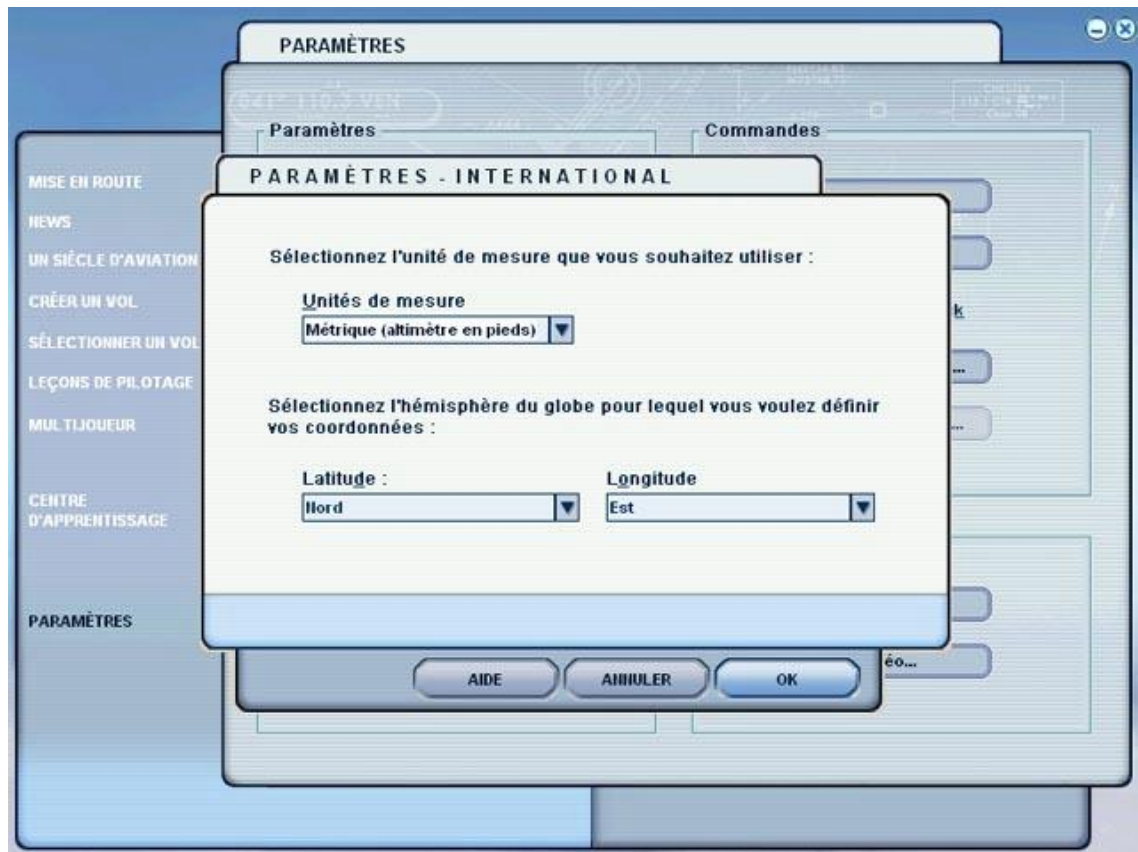 PARAMÈTRES
Paramètres
Commandes
MISE EN ROUTE
NEWS
UN SIÈCLE D'AVIATION
CRÉER UN VOL
SÉLECTIONNER UN VOL
LEÇONS DE PILOTAGE
MULTIJOUEUR
CENTRE
D'APPRENTISSAGE
PARAMÈTRES
PARAMÈTRES - INTERNATIONAL
Sélectionnez l'unité de mesure que vous souhaitez utiliser :
Unités de mesure
Métrique (altimètre en pieds)
Sélectionnez l'hémisphère du globe pour lequel vous voulez définir
vos coordonnées :
Latitude : Longitude
Nord Est
k
...
...
éo...
AIDE ANNULER OK